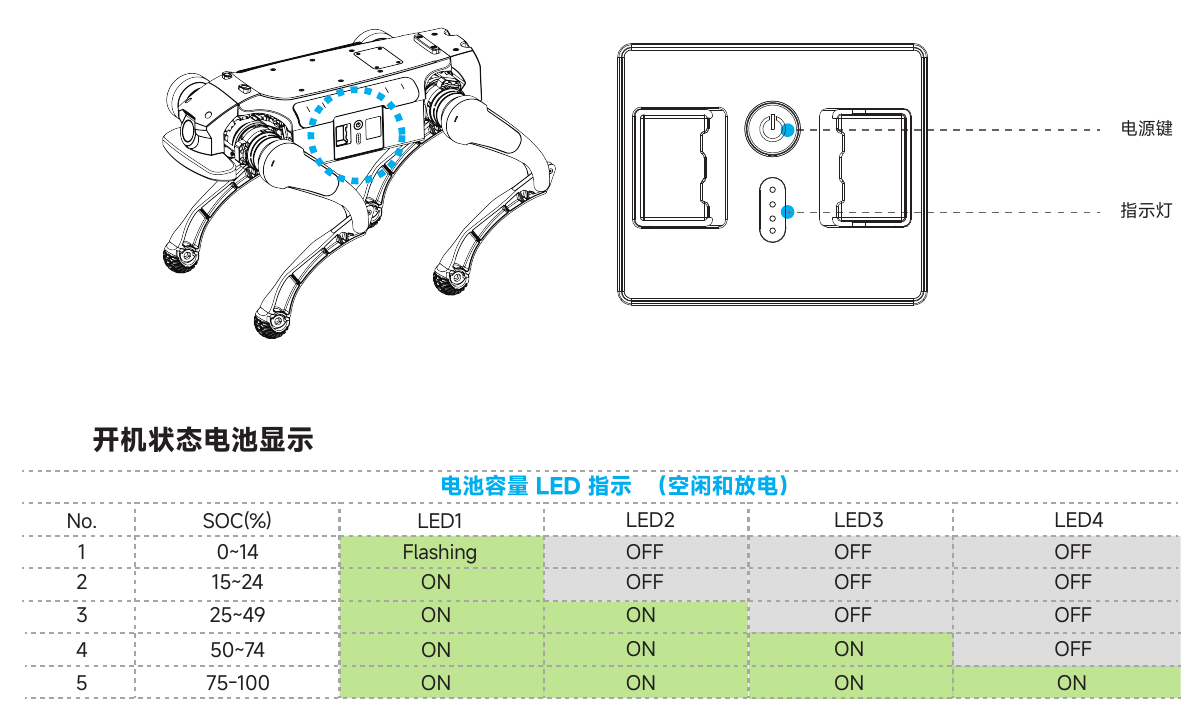 电源键
指示灯
开机状态电池显示
电池容量 LED 指示 （空闲和放电）
No. SOC(%) LED1 LED2 LED3 LED4
1 0~14 Flashing OFF OFF OFF
2 15~24 ON OFF OFF OFF
3 25~49 ON ON OFF OFF
4 50~74 ON ON ON OFF
5 75-100 ON ON ON ON